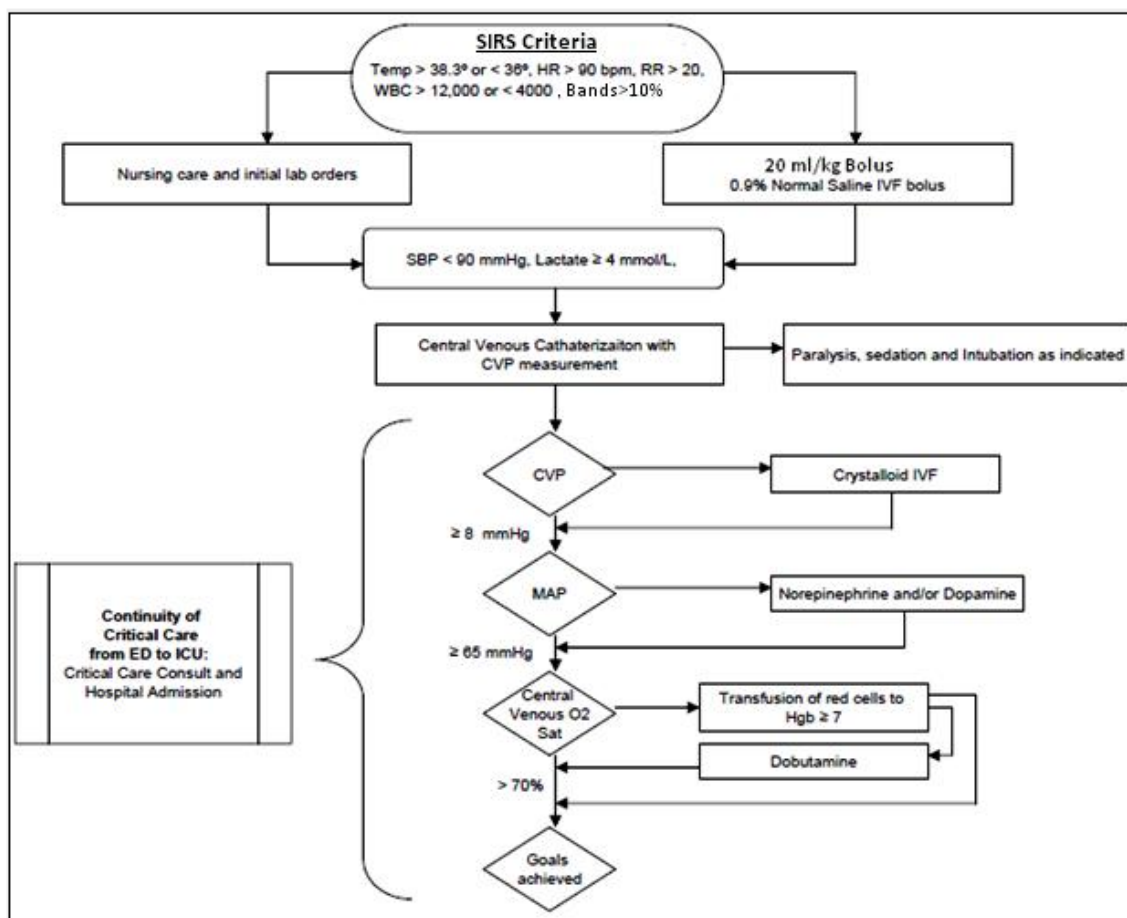 SIRS Criteria
Temp > 38.3º or < 36º, HR > 90 bpm, RR > 20,
WBC > 12,000 or < 4000 , Bands>10%
Nursing care and initial lab orders
20 ml/kg Bolus
0.9% Normal Saline IVF bolus
SBP < 90 mmHg, Lactate ≥ 4 mmol/L,
Central Venous Cathaterizaiton with
CVP measurement
Paralysis, sedation and Intubation as indicated
CVP
Crystalloid IVF
≥ 8 mmHg
MAP
Norepinephrine and/or Dopamine
≥ 65 mmHg
Continuity of
Critical Care
from ED to ICU:
Critical Care Consult and
Hospital Admission
Central
Venous O2
Sat
Transfusion of red cells to
Hgb ≥ 7
Dobutamine
> 70%
Goals
achieved